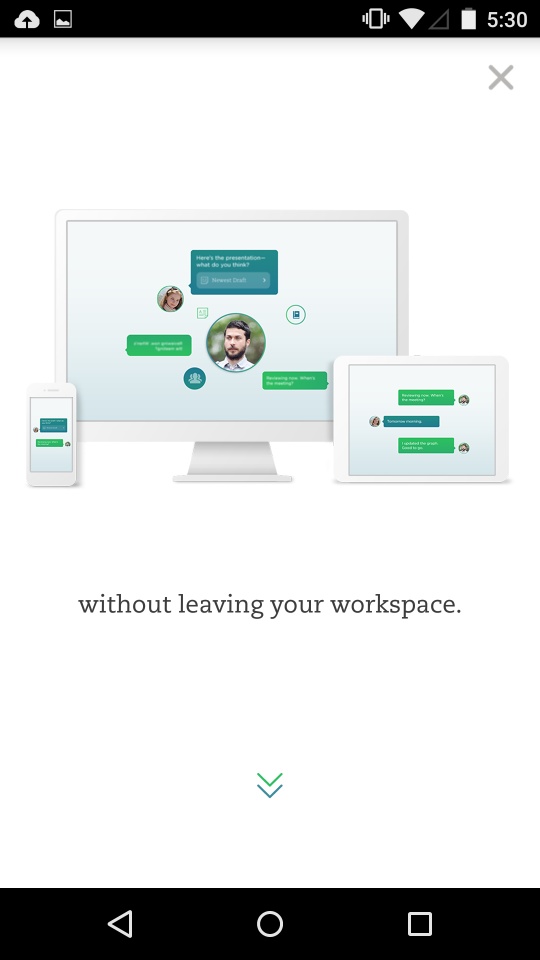 5:30
Here's the presentation—
what do you think?
Newest Draft
Reviewing now. When's
the meeting?
Reviewing now. When's
the meeting?
Tomorrow morning.
I updated the graph.
Good to go.
without leaving your workspace.